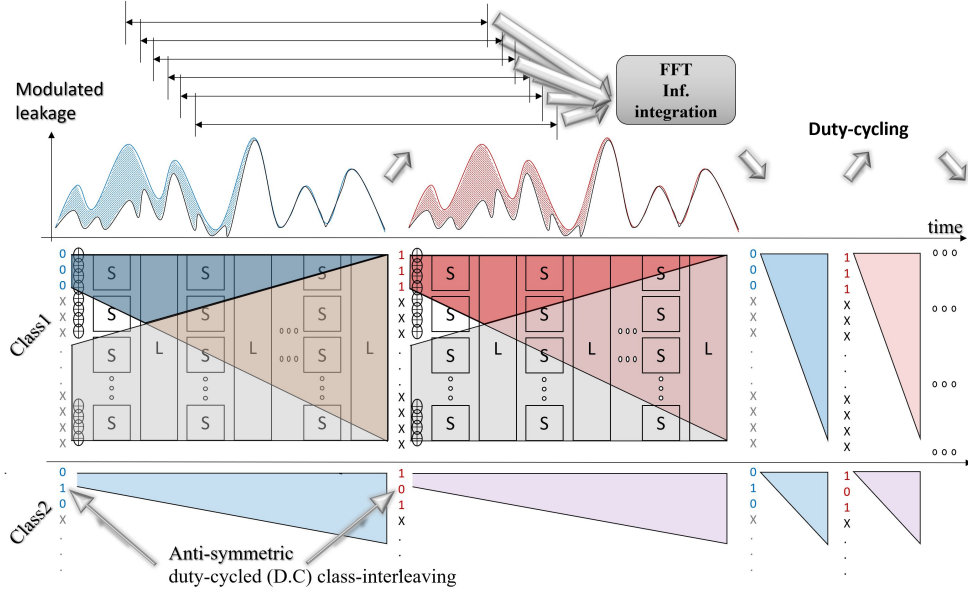 FFT
Inf.
integration
Modulated
leakage
Duty-cycling
time
Class1
0 1 0 1
0 1 0 1
0 1 0 1
X X X X
X X X X
X X X X
. . . .
. . . .
X X X X
X X X X
X X X X
X X X X
S S S S S S
S S S S S S
S L S L L S L S L L
S S S S S S
Class2
0 1 0 1
1 0 1 0
0 1 0 1
X X X X
. . . .
. . . .
. . . .
Anti-symmetric
duty-cycled (D.C) class-interleaving